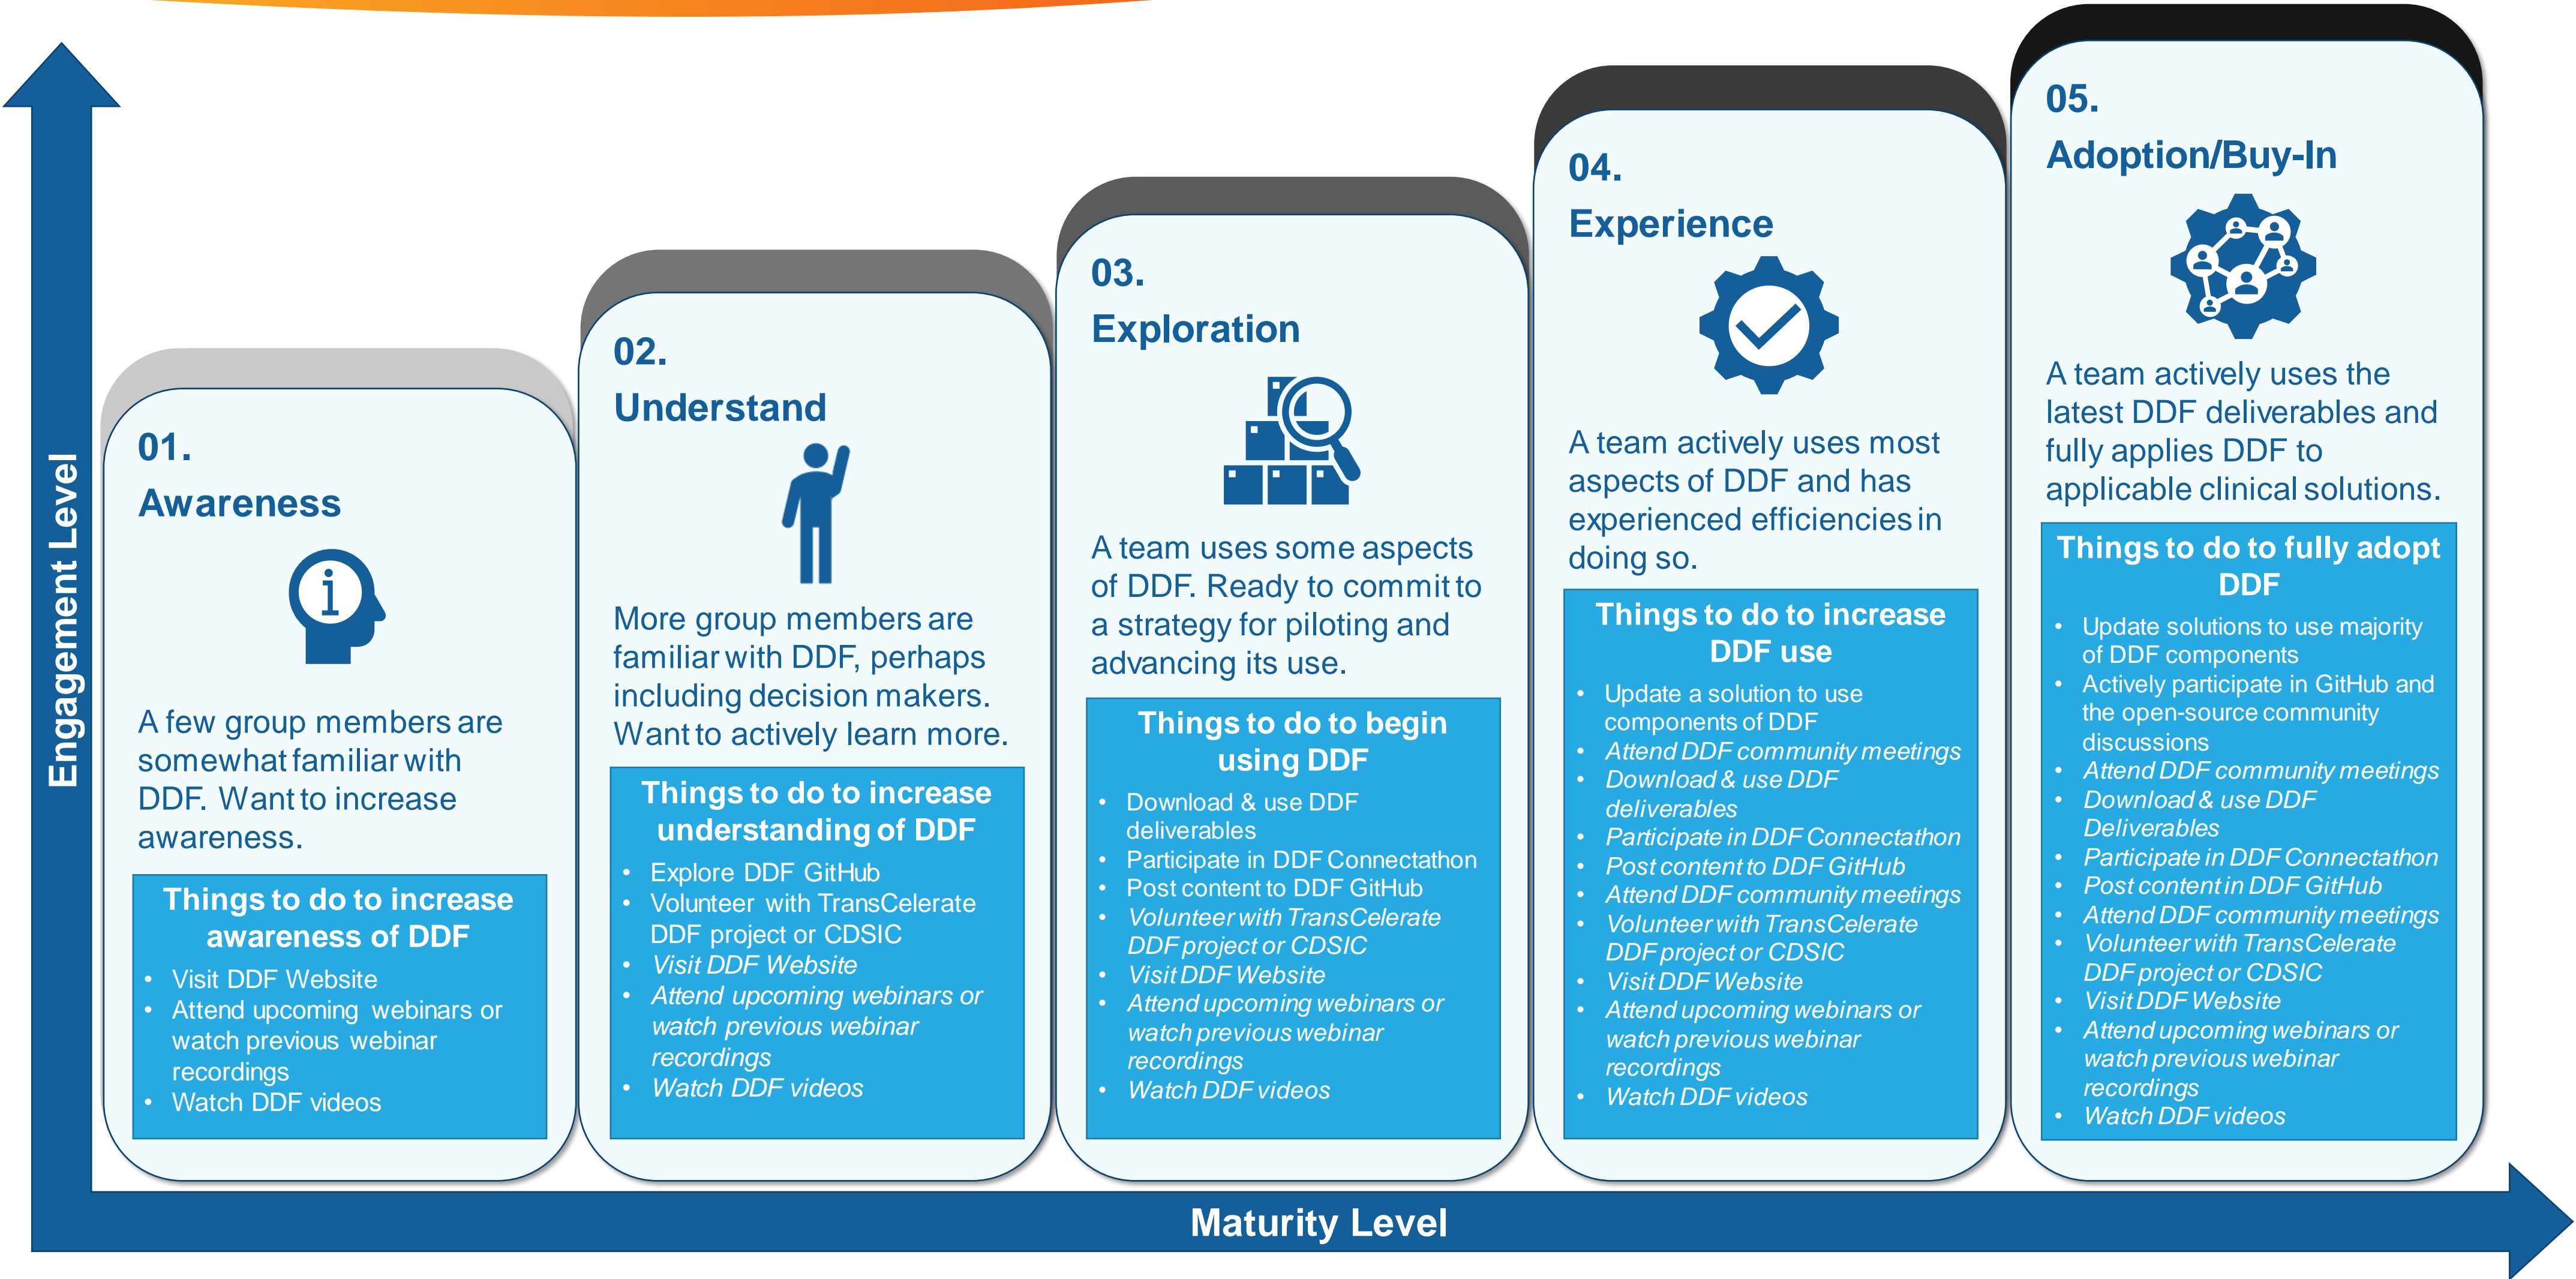 Engagement Level
01.
Awareness
i
A few group members are
somewhat familiar with
DDF. Want to increase
awareness.
Things to do to increase
awareness of DDF
• Visit DDF Website
• Attend upcoming webinars or
watch previous webinar
recordings
• Watch DDF videos
02.
Understand
More group members are
familiar with DDF, perhaps
including decision makers.
Want to actively learn more.
Things to do to increase
understanding of DDF
• Explore DDF GitHub
• Volunteer with TransCelerate
DDF project or CDSIC
• Visit DDF Website
• Attend upcoming webinars or
watch previous webinar
recordings
• Watch DDF videos
03.
Exploration
A team uses some aspects
of DDF. Ready to commit to
a strategy for piloting and
advancing its use.
Things to do to begin
using DDF
• Download & use DDF
deliverables
• Participate in DDF Connectathon
• Post content to DDF GitHub
• Volunteer with TransCelerate
DDF project or CDSIC
• Visit DDF Website
• Attend upcoming webinars or
watch previous webinar
recordings
• Watch DDF videos
04.
Experience
A team actively uses most
aspects of DDF and has
experienced efficiencies in
doing so.
Things to do to increase
DDF use
• Update a solution to use
components of DDF
• Attend DDF community meetings
• Download & use DDF
deliverables
• Participate in DDF Connectathon
• Post content to DDF GitHub
• Attend DDF community meetings
• Volunteer with TransCelerate
DDF project or CDSIC
• Visit DDF Website
• Attend upcoming webinars or
watch previous webinar
recordings
• Watch DDF videos
05.
Adoption/Buy-In
A team actively uses the
latest DDF deliverables and
fully applies DDF to
applicable clinical solutions.
Things to do to fully adopt
DDF
• Update solutions to use majority
of DDF components
• Actively participate in GitHub and
the open-source community
discussions
• Attend DDF community meetings
• Download & use DDF
Deliverables
• Participate in DDF Connectathon
• Post content in DDF GitHub
• Attend DDF community meetings
• Volunteer with TransCelerate
DDF project or CDSIC
• Visit DDF Website
• Attend upcoming webinars or
watch previous webinar
recordings
• Watch DDF videos
Maturity Level